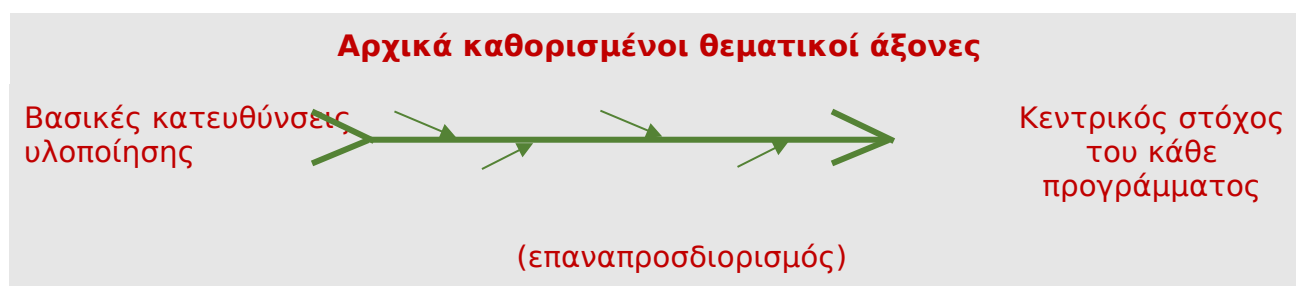 Αρχικά καθορισμένοι θεματικοί άξονες
Βασικές κατευθύνσεις
υλοποίησης
Κεντρικός στόχος
του κάθε
προγράμματος
(επαναπροσδιορισμός)